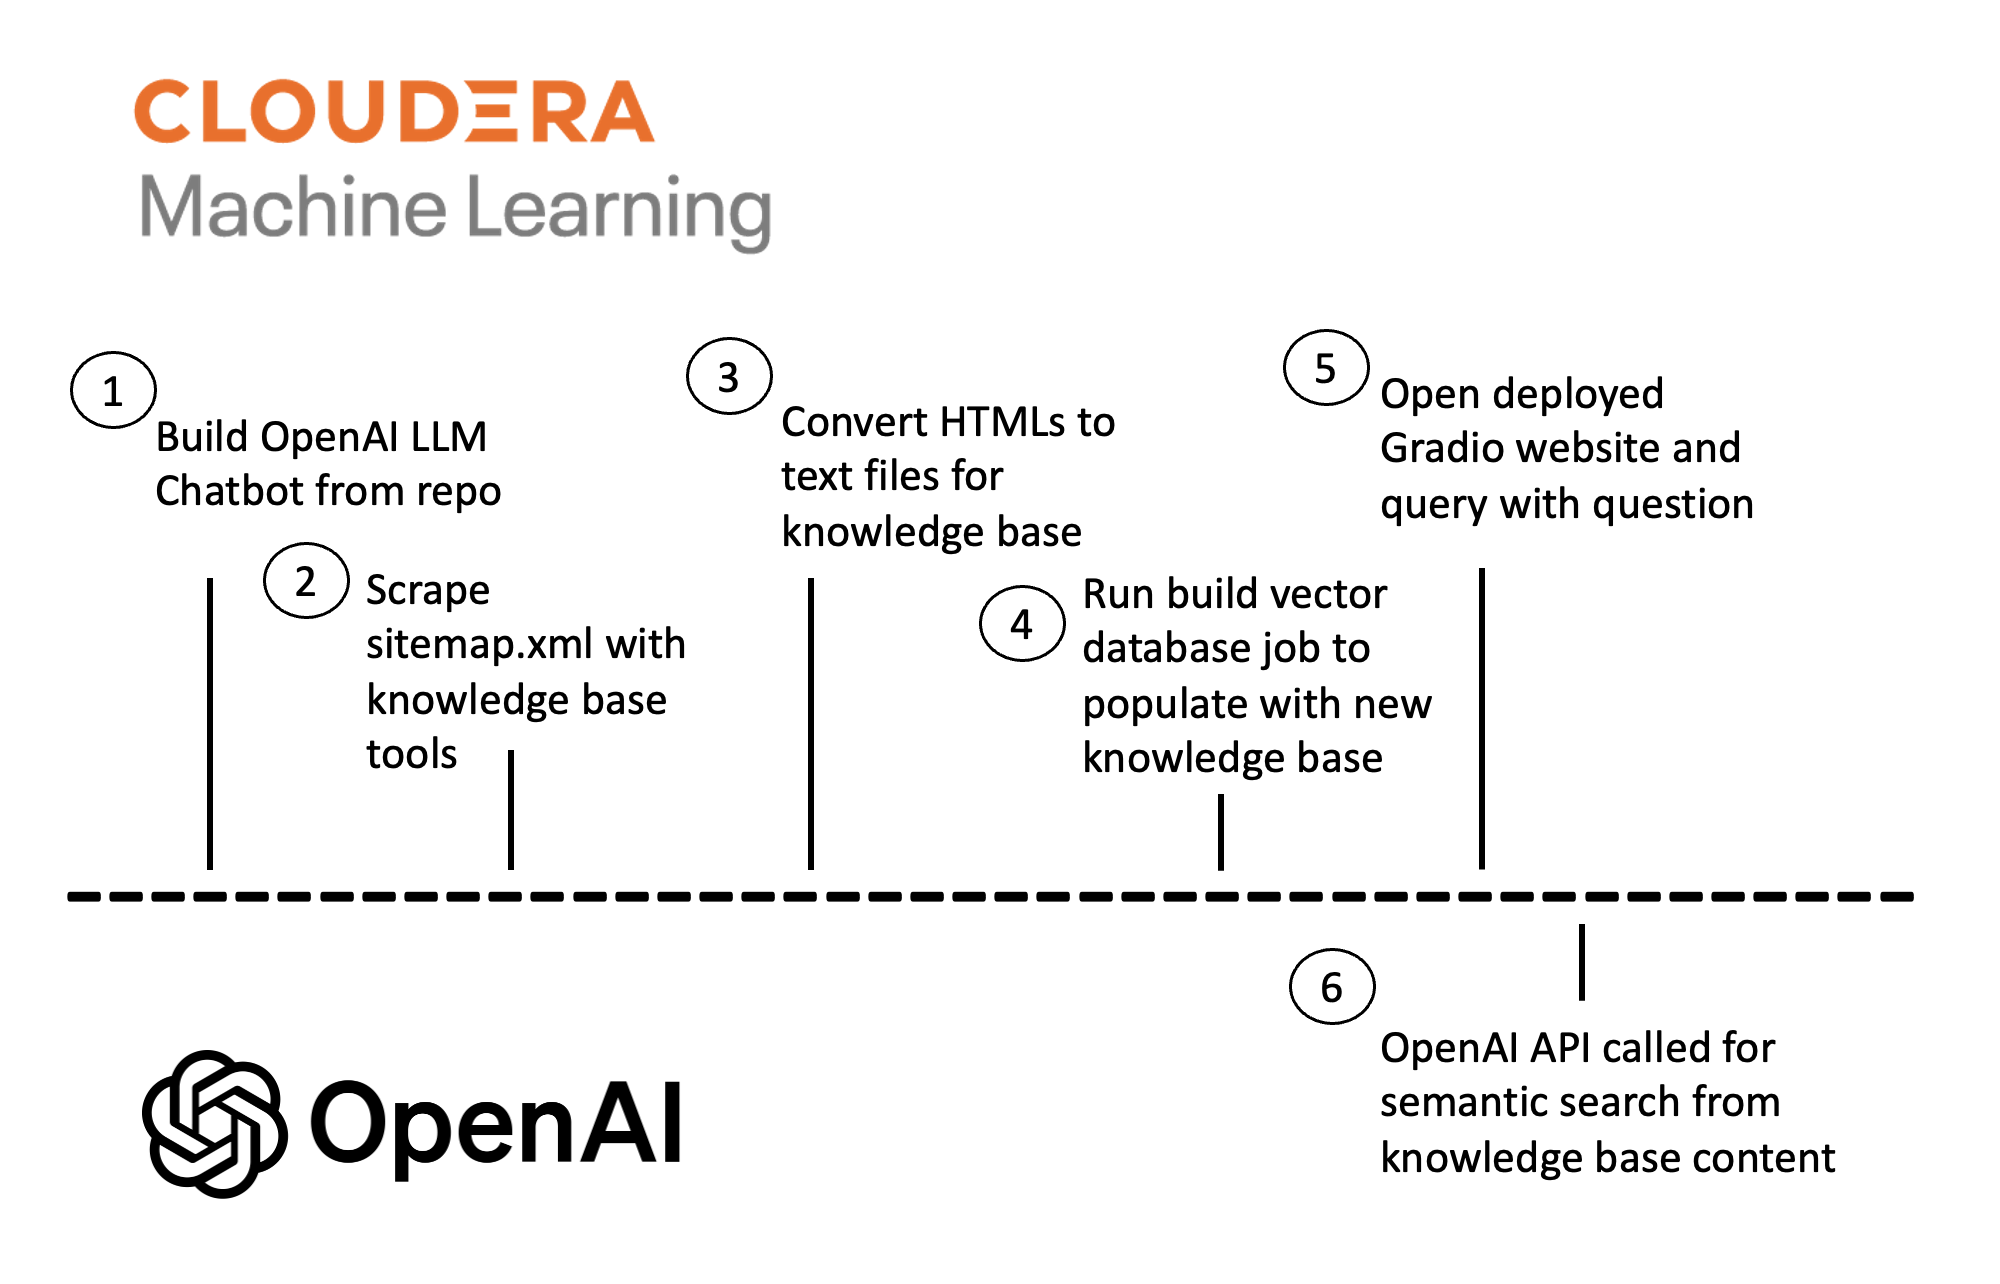 CLOUDERA
Machine Learning
1
Build OpenAI LLM
Chatbot from repo
2
Scrape
sitemap.xml with
knowledge base
tools
3
Convert HTMLs to
text files for
knowledge base
4
Run build vector
database job to
populate with new
knowledge base
5
Open deployed
Gradio website and
query with question
6
OpenAI API called for
semantic search from
knowledge base content
OpenAI